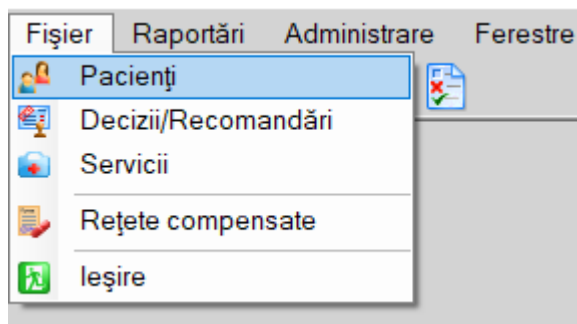 Fişier Raportări Administrare Ferestre
Pacienţi
Decizii/Recomandări
Servicii
Reţete compensate
Ieşire